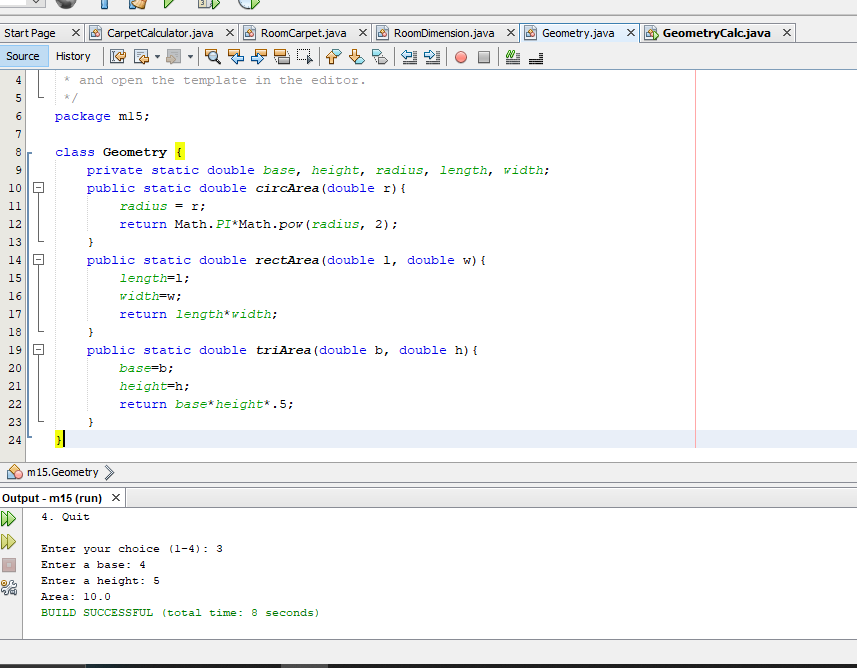 Start Page CarpetCalculator.java RoomCarpet.java RoomDimension.java Geometry.java GeometryCalc.java
Source History
4 * and open the template in the editor.
5 */
6 package m15;
7
8 class Geometry {
9 private static double base, height, radius, length, width;
10 public static double circArea(double r){
11 radius = r;
12 return Math.PI*Math.pow(radius, 2);
13 }
14 public static double rectArea(double l, double w){
15 length=l;
16 width=w;
17 return length*width;
18 }
19 public static double triArea(double b, double h){
20 base=b;
21 height=h;
22 return base*height*.5;
23 }
24 }
m15.Geometry
Output - m15 (run)
4. Quit
Enter your choice (1-4): 3
Enter a base: 4
Enter a height: 5
Area: 10.0
BUILD SUCCESSFUL (total time: 8 seconds)